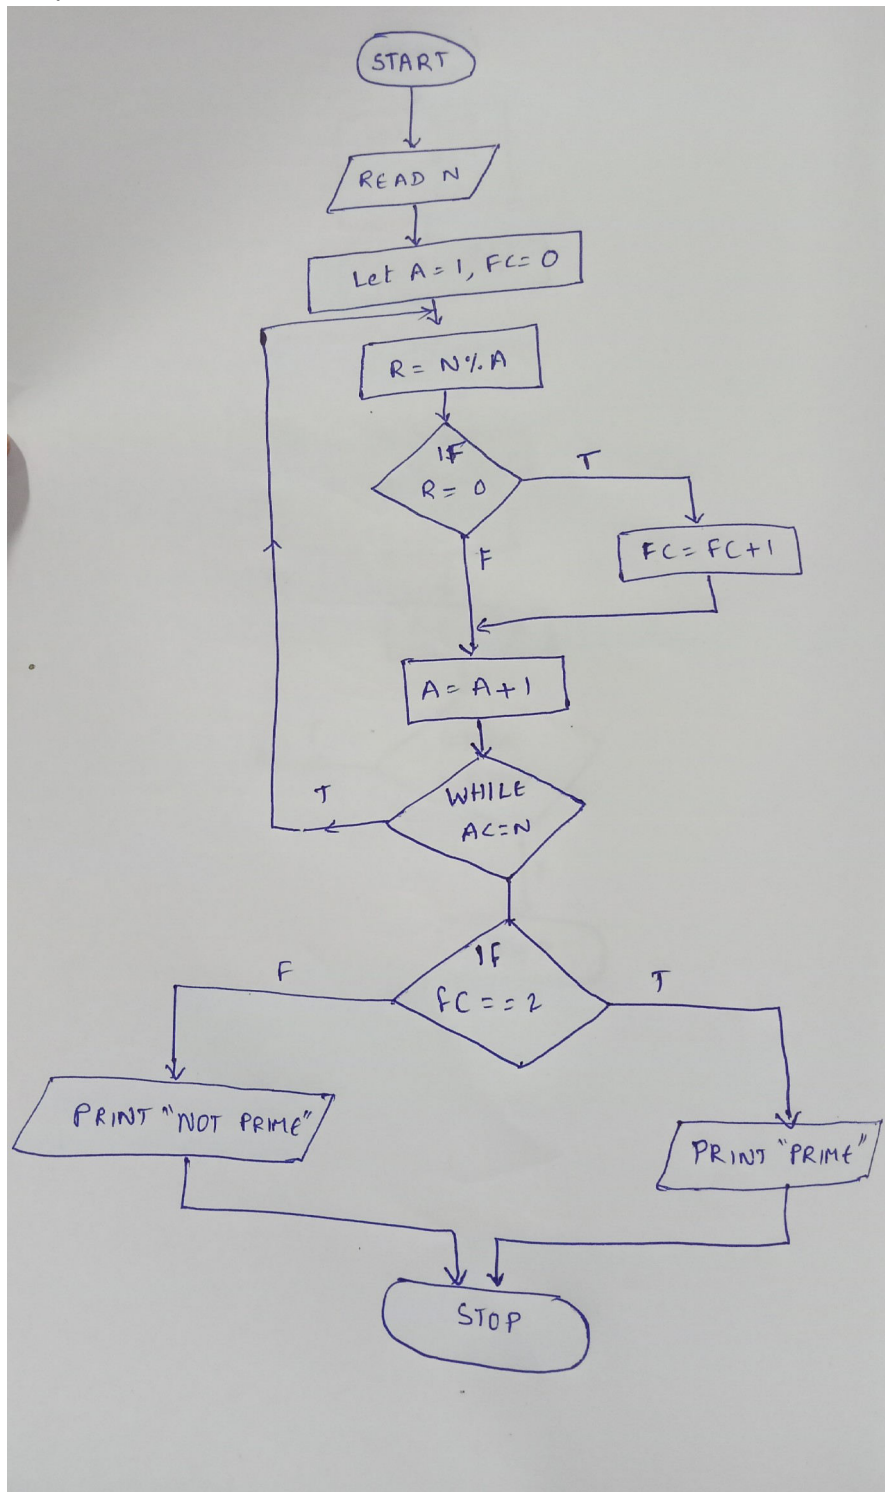 START
READ N
Let A = 1, FC = 0
R = N % A
IF
R = 0
T
F
FC = FC + 1
A = A + 1
WHILE
A <= N
T
IF
FC == 2
F
T
PRINT "NOT PRIME"
PRINT "PRIME"
STOP